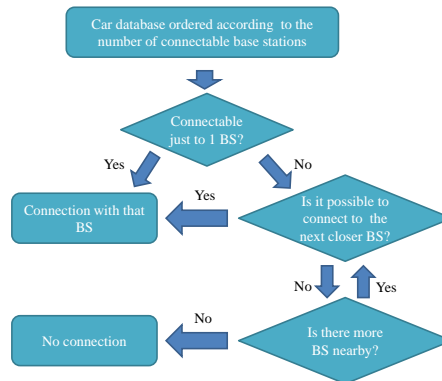 Car database ordered according to the
number of connectable base stations
Connectable
just to 1 BS?
Yes
No
Connection with that
BS
Yes
Is it possible to
connect to the
next closer BS?
No
Yes
No connection
No
Is there more
BS nearby?